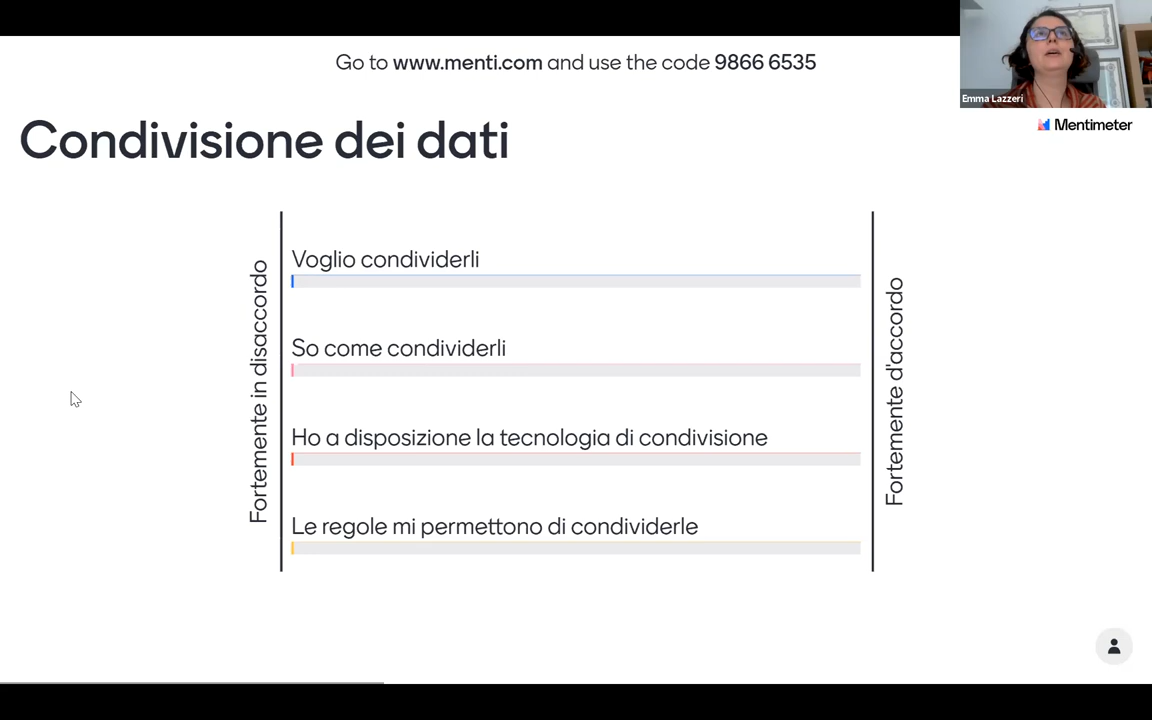 Go to www.menti.com and use the code 9866 6535
Emma Lazzeri
Mentimeter
Condivisione dei dati
Fortemente in disaccordo
Voglio condividerli
So come condividerli
Ho a disposizione la tecnologia di condivisione
Le regole mi permettono di condividerle
Fortemente d'accordo